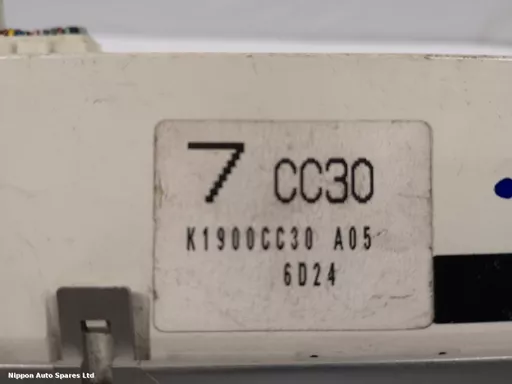 7 CC30
K1900CC30 A05
6D24
Nippon Auto Spares Ltd